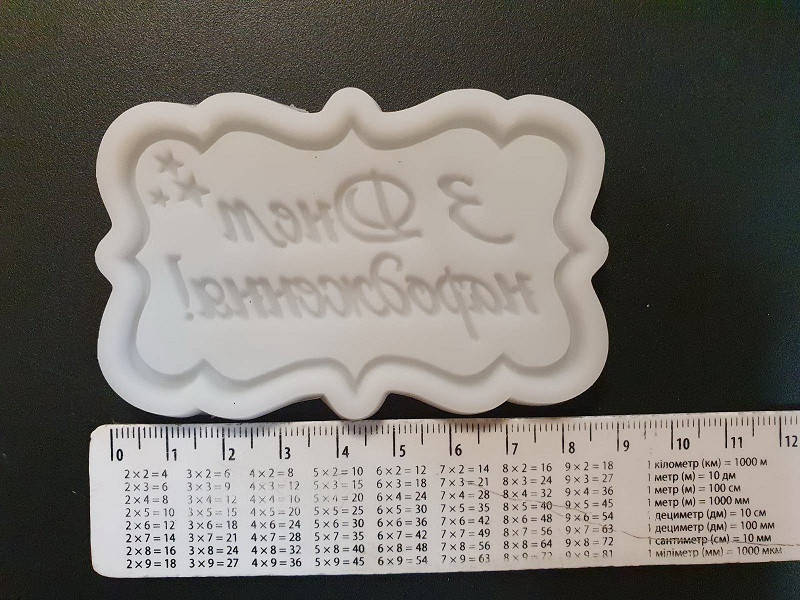 З Днем
народження!
0 1 2 3 4 5 6 7 8 9 10 11 12
2 × 2 = 4 3 × 2 = 6 4 × 2 = 8 5 × 2 = 10 6 × 2 = 12 7 × 2 = 14 8 × 2 = 16 9 × 2 = 18 1 кілометр (км) = 1000 м
2 × 3 = 6 3 × 3 = 9 4 × 3 = 12 5 × 3 = 15 6 × 3 = 18 7 × 3 = 21 8 × 3 = 24 9 × 3 = 27 1 метр (м) = 10 дм
2 × 4 = 8 3 × 4 = 12 4 × 4 = 16 5 × 4 = 20 6 × 4 = 24 7 × 4 = 28 8 × 4 = 32 9 × 4 = 36 1 метр (м) = 100 см
2 × 5 = 10 3 × 5 = 15 4 × 5 = 20 5 × 5 = 25 6 × 5 = 30 7 × 5 = 35 8 × 5 = 40 9 × 5 = 45 1 метр (м) = 1000 мм
2 × 6 = 12 3 × 6 = 18 4 × 6 = 24 5 × 6 = 30 6 × 6 = 36 7 × 6 = 42 8 × 6 = 48 9 × 6 = 54 1 дециметр (дм) = 10 см
2 × 7 = 14 3 × 7 = 21 4 × 7 = 28 5 × 7 = 35 6 × 7 = 42 7 × 7 = 49 8 × 7 = 56 9 × 7 = 63 1 дециметр (дм) = 100 мм
2 × 8 = 16 3 × 8 = 24 4 × 8 = 32 5 × 8 = 40 6 × 8 = 48 7 × 8 = 56 8 × 8 = 64 9 × 8 = 72 1 сантиметр (см) = 10 мм
2 × 9 = 18 3 × 9 = 27 4 × 9 = 36 5 × 9 = 45 6 × 9 = 54 7 × 9 = 63 8 × 9 = 72 9 × 9 = 81 1 міліметр (мм) = 1000 мкм